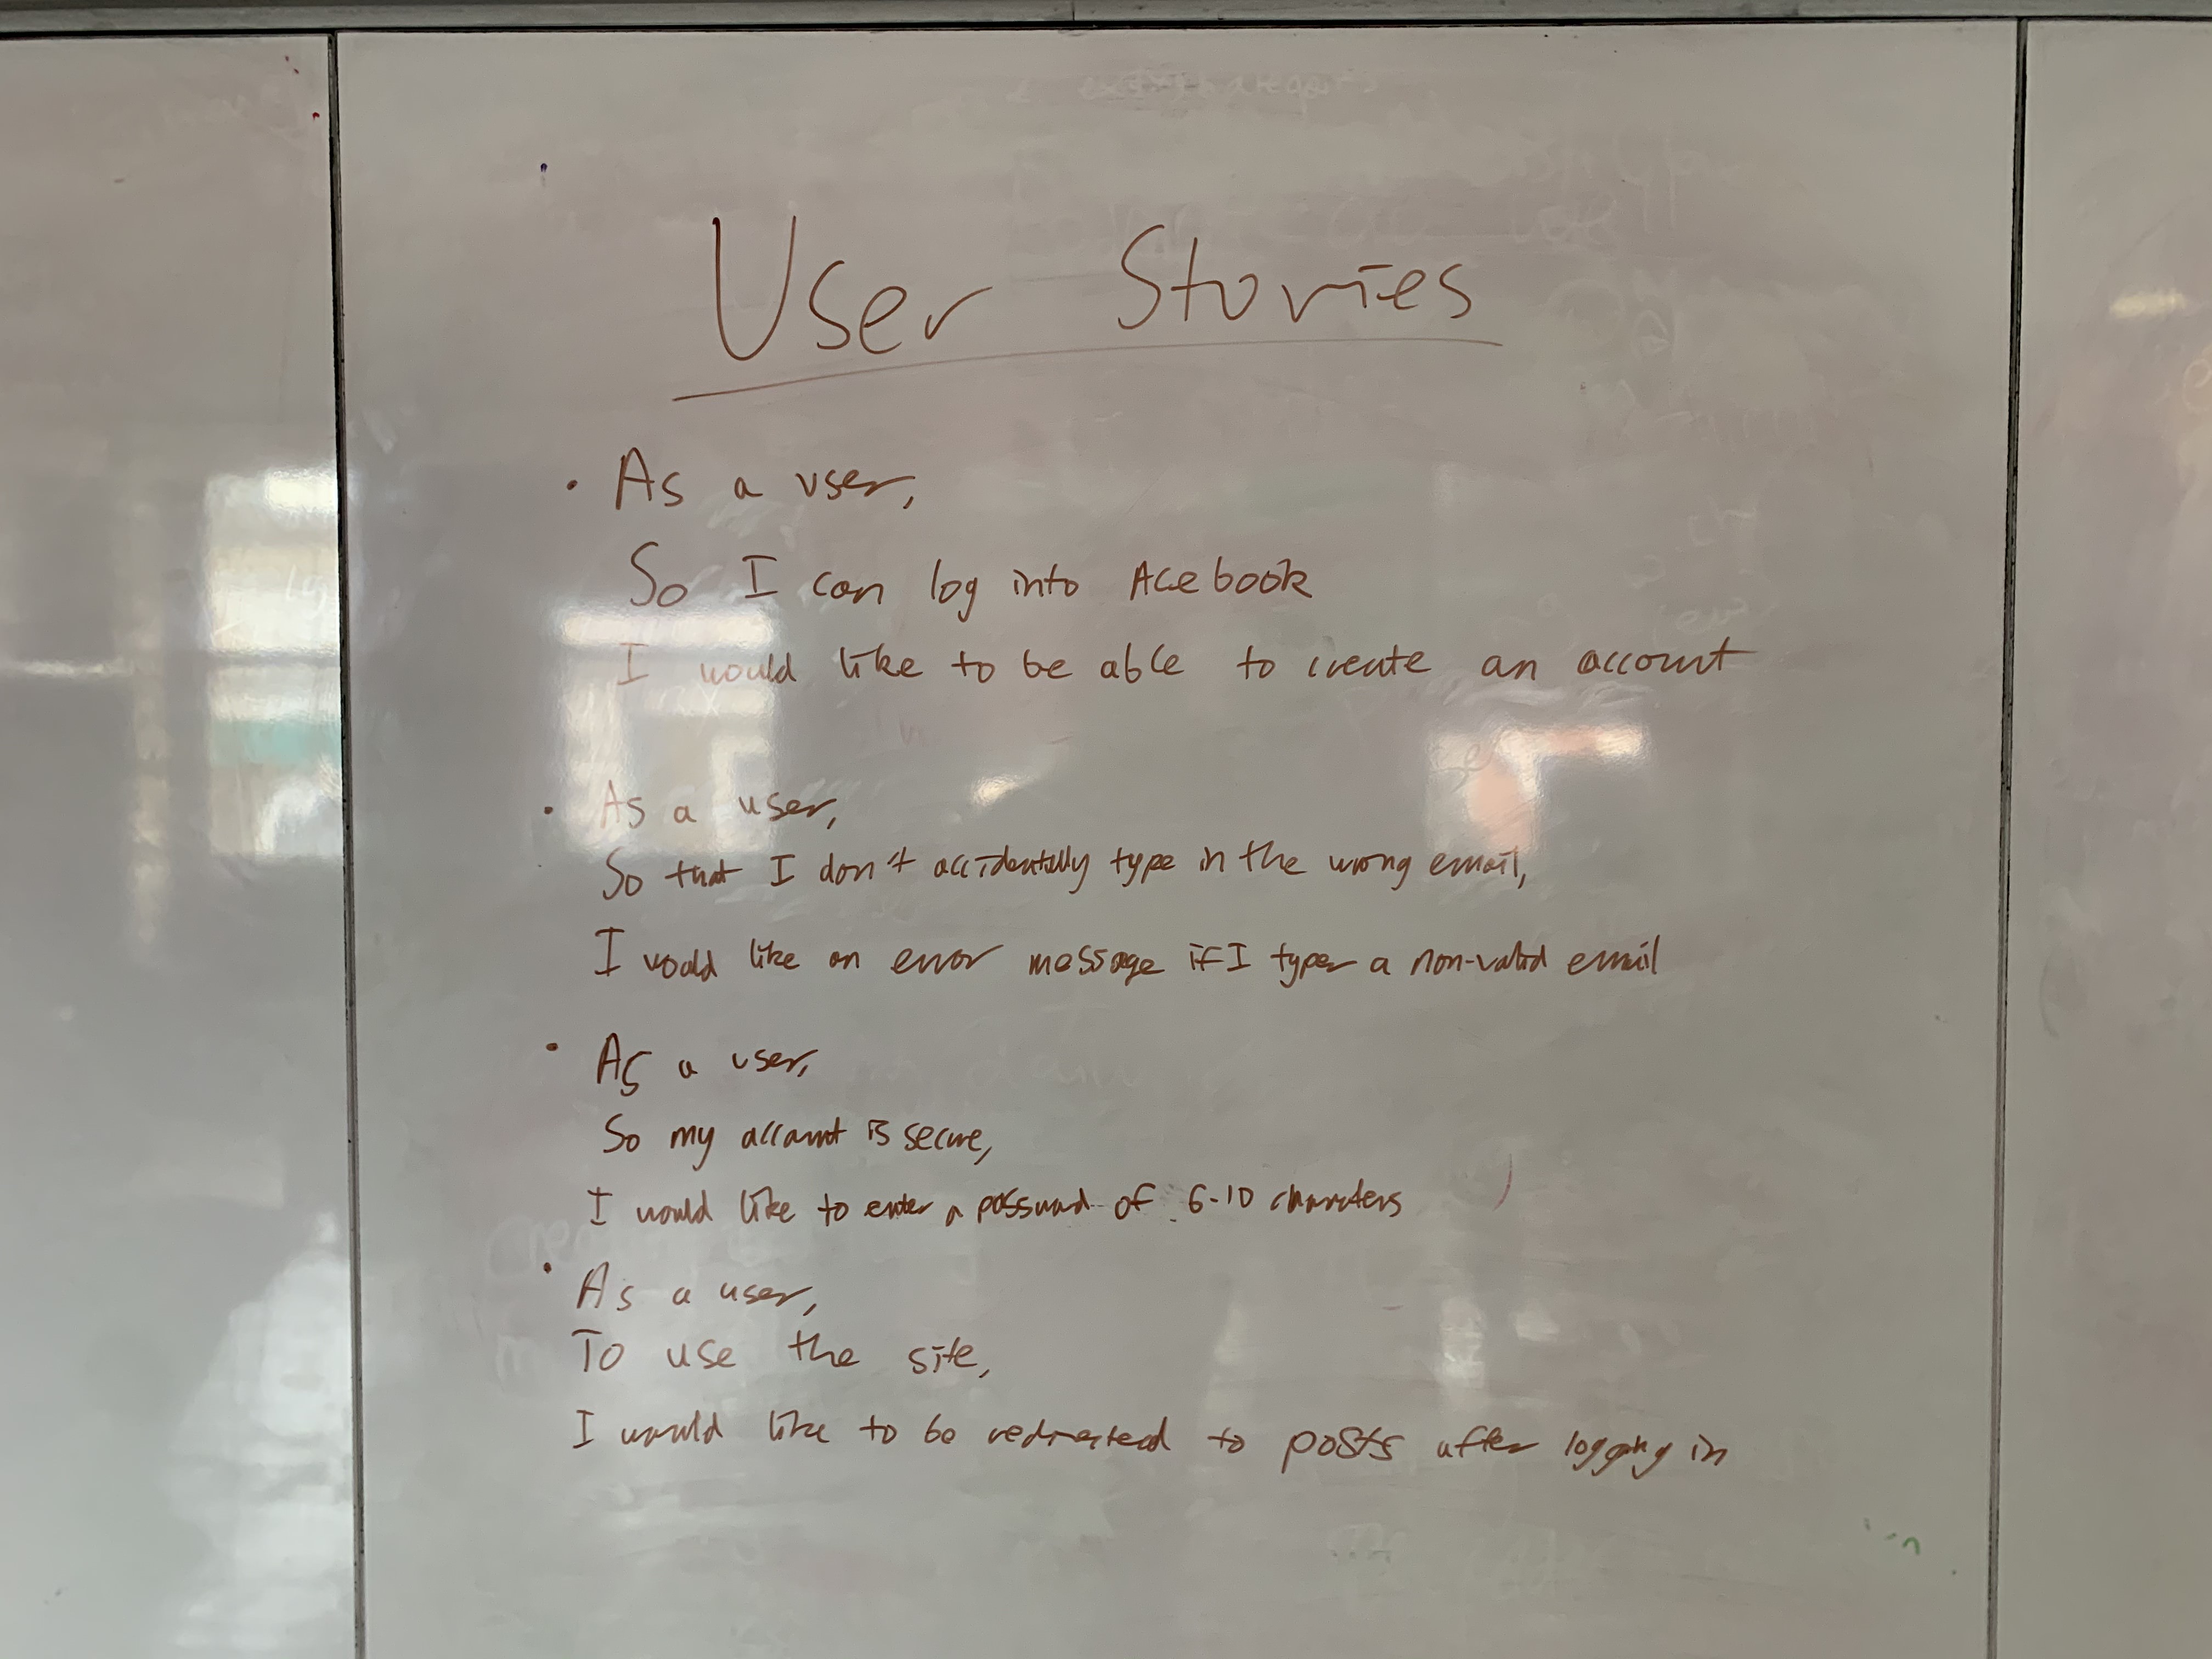 User Stories
· As a user,
So I can log into Acebook
I would like to be able to create an account
· As a user,
So that I don't accidentally type in the wrong email,
I would like an error message if I type a non-valid email
· As a user,
So my account is secure,
I would like to enter a password of 6-10 characters
· As a user,
To use the site,
I would like to be redirected to posts after logging in